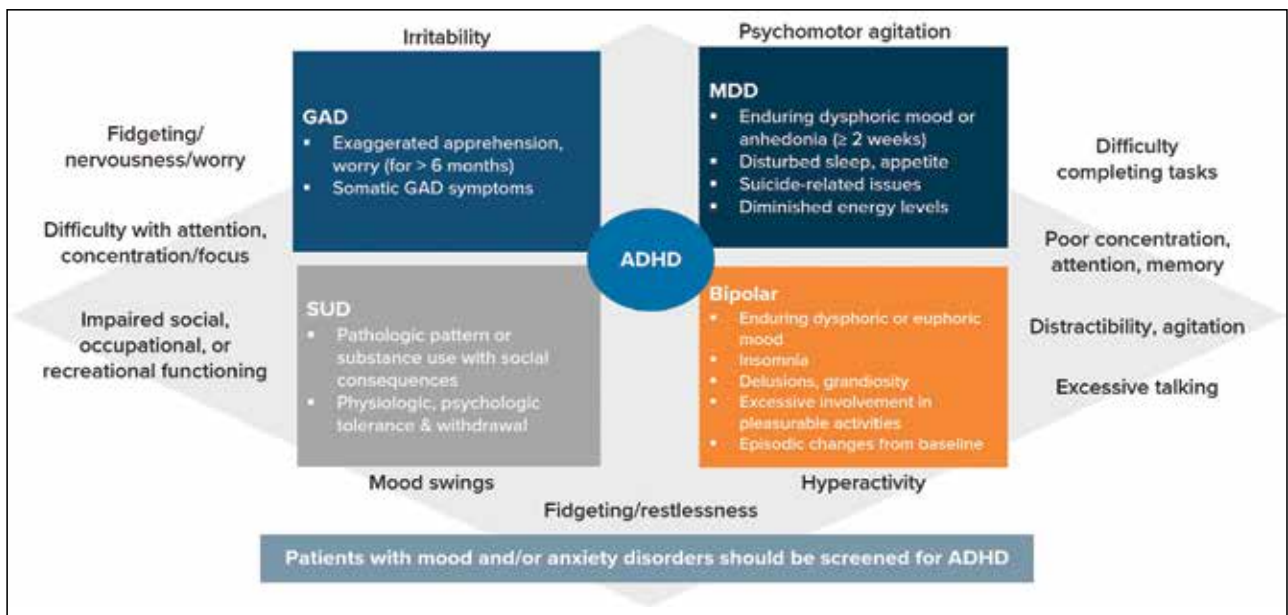 Irritability
Psychomotor agitation
Fidgeting/
nervousness/worry
Difficulty with attention,
concentration/focus
Impaired social,
occupational, or
recreational functioning
GAD
▪ Exaggerated apprehension,
worry (for > 6 months)
▪ Somatic GAD symptoms
MDD
▪ Enduring dysphoric mood or
anhedonia (≥ 2 weeks)
▪ Disturbed sleep, appetite
▪ Suicide-related issues
▪ Diminished energy levels
ADHD
SUD
▪ Pathologic pattern or
substance use with social
consequences
▪ Physiologic, psychologic
tolerance & withdrawal
Bipolar
▪ Enduring dysphoric or euphoric
mood
▪ Insomnia
▪ Delusions, grandiosity
▪ Excessive involvement in
pleasurable activities
▪ Episodic changes from baseline
Difficulty
completing tasks
Poor concentration,
attention, memory
Distractibility, agitation
Excessive talking
Mood swings
Hyperactivity
Fidgeting/restlessness
Patients with mood and/or anxiety disorders should be screened for ADHD